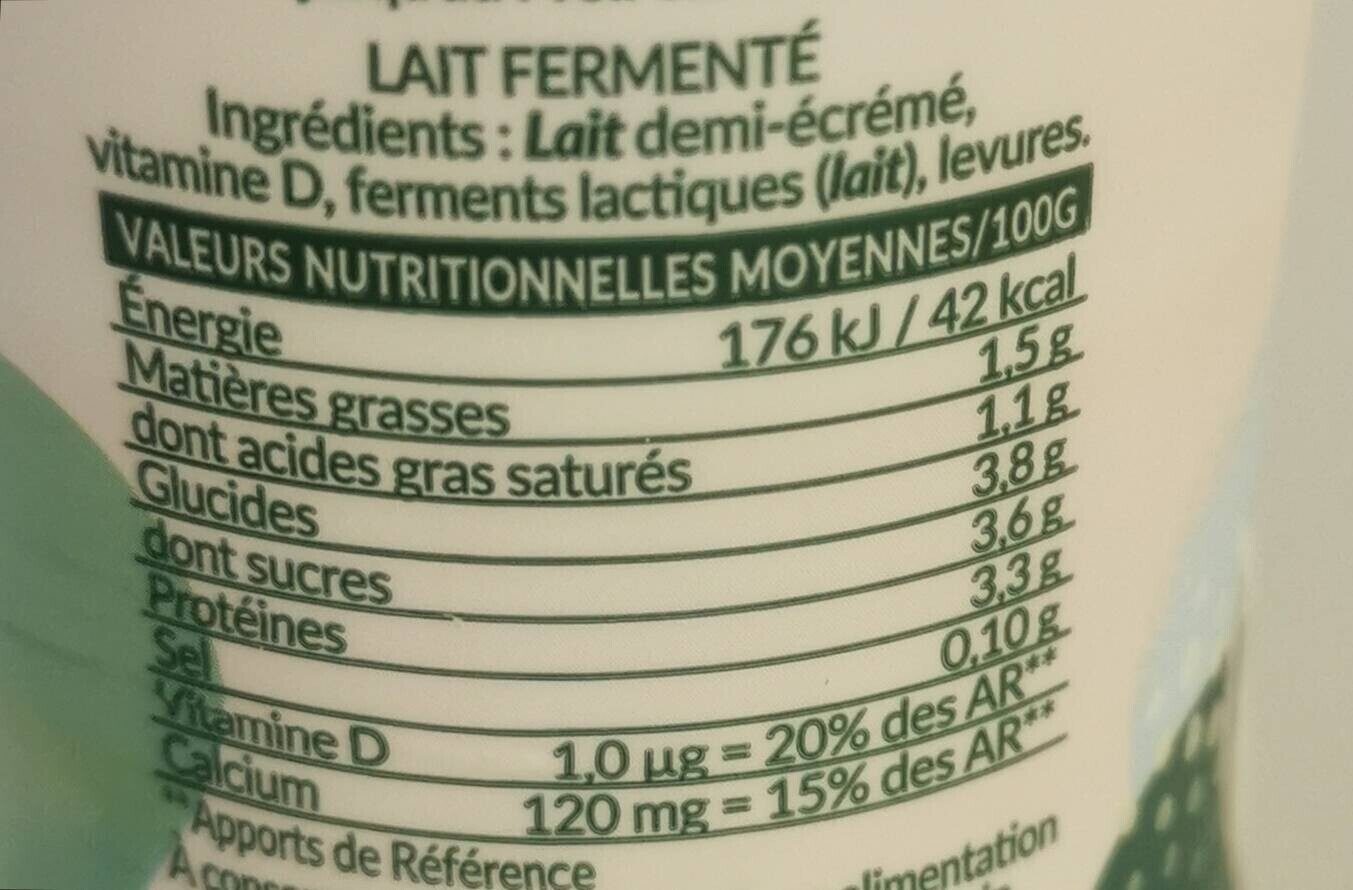 LAIT FERMENTÉ
Ingrédients : Lait demi-écrémé,
vitamine D, ferments lactiques (lait), levures.
VALEURS NUTRITIONNELLES MOYENNES/100G
Énergie 176 kJ / 42 kcal
Matières grasses 1,5 g
dont acides gras saturés 1,1 g
Glucides 3,8 g
dont sucres 3,6 g
Protéines 3,3 g
Sel 0,10 g
Vitamine D 1,0 µg = 20% des AR**
Calcium 120 mg = 15% des AR**
**Apports de Référence
À